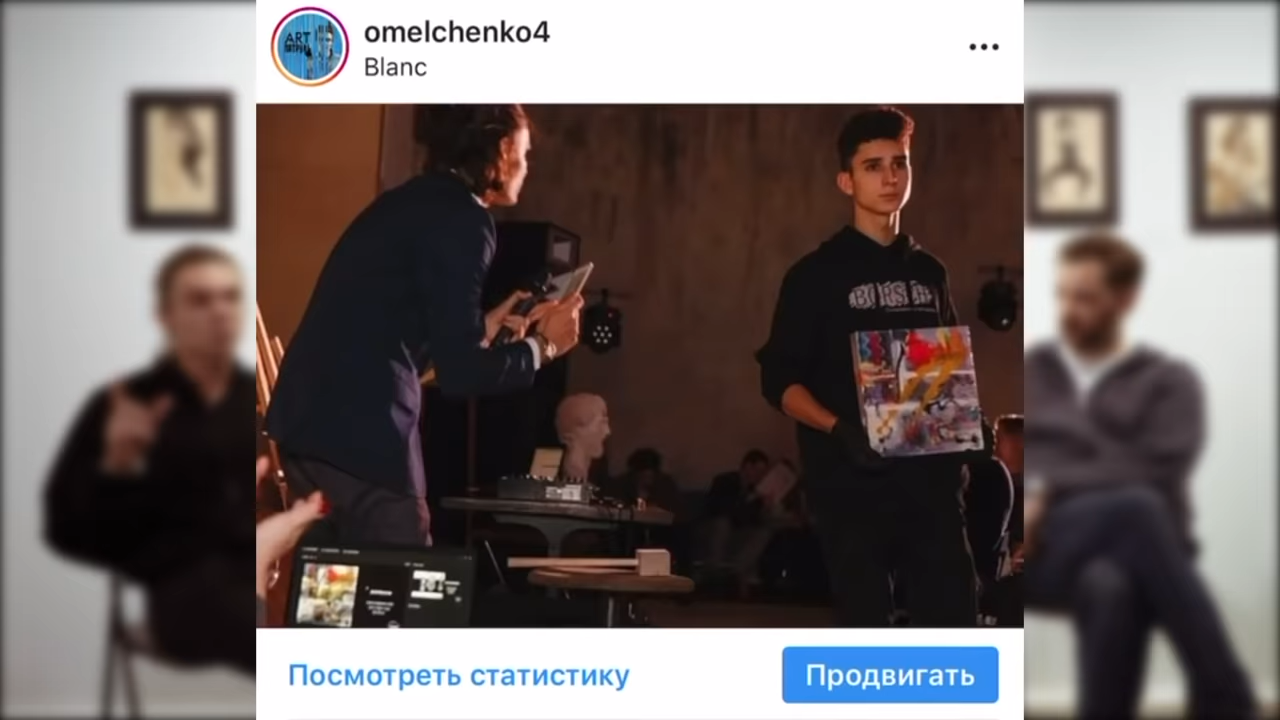 omelchenko4
Blanc
ART
Посмотреть статистику
Продвигать